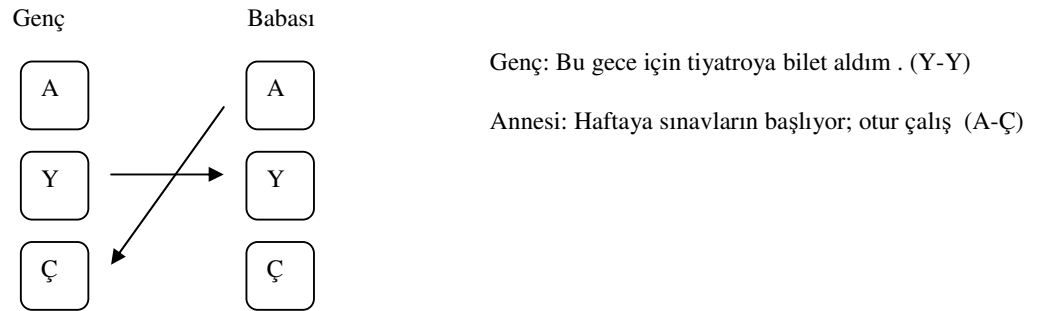 Genç Babası
A A
Y Y
Ç Ç
Genç: Bu gece için tiyatroya bilet aldım . (Y-Y)
Annesi: Haftaya sınavların başlıyor; otur çalış (A-Ç)